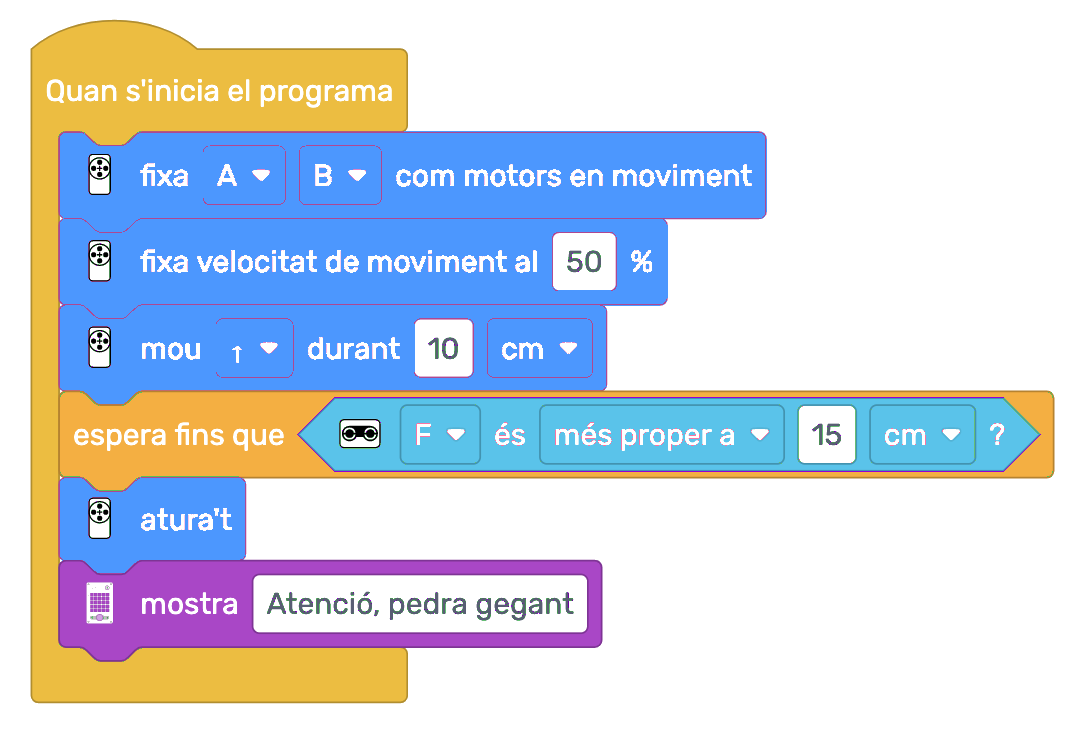 Quan s'inicia el programa
fixa A B com motors en moviment
fixa velocitat de moviment al 50 %
mou ↑ durant 10 cm
espera fins que F és més proper a 15 cm ?
atura't
mostra Atenció, pedra gegant